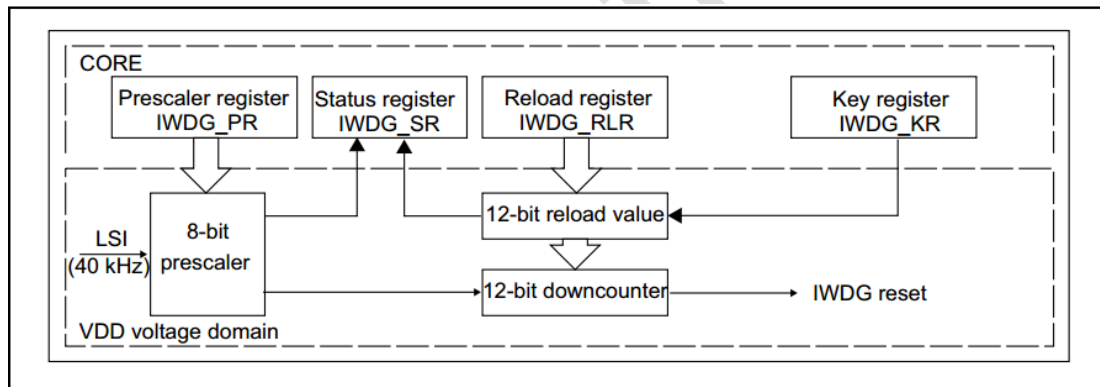 CORE
Prescaler register
IWDG_PR
Status register
IWDG_SR
Reload register
IWDG_RLR
Key register
IWDG_KR
LSI
(40 kHz)
8-bit
prescaler
12-bit reload value
12-bit downcounter
IWDG reset
VDD voltage domain